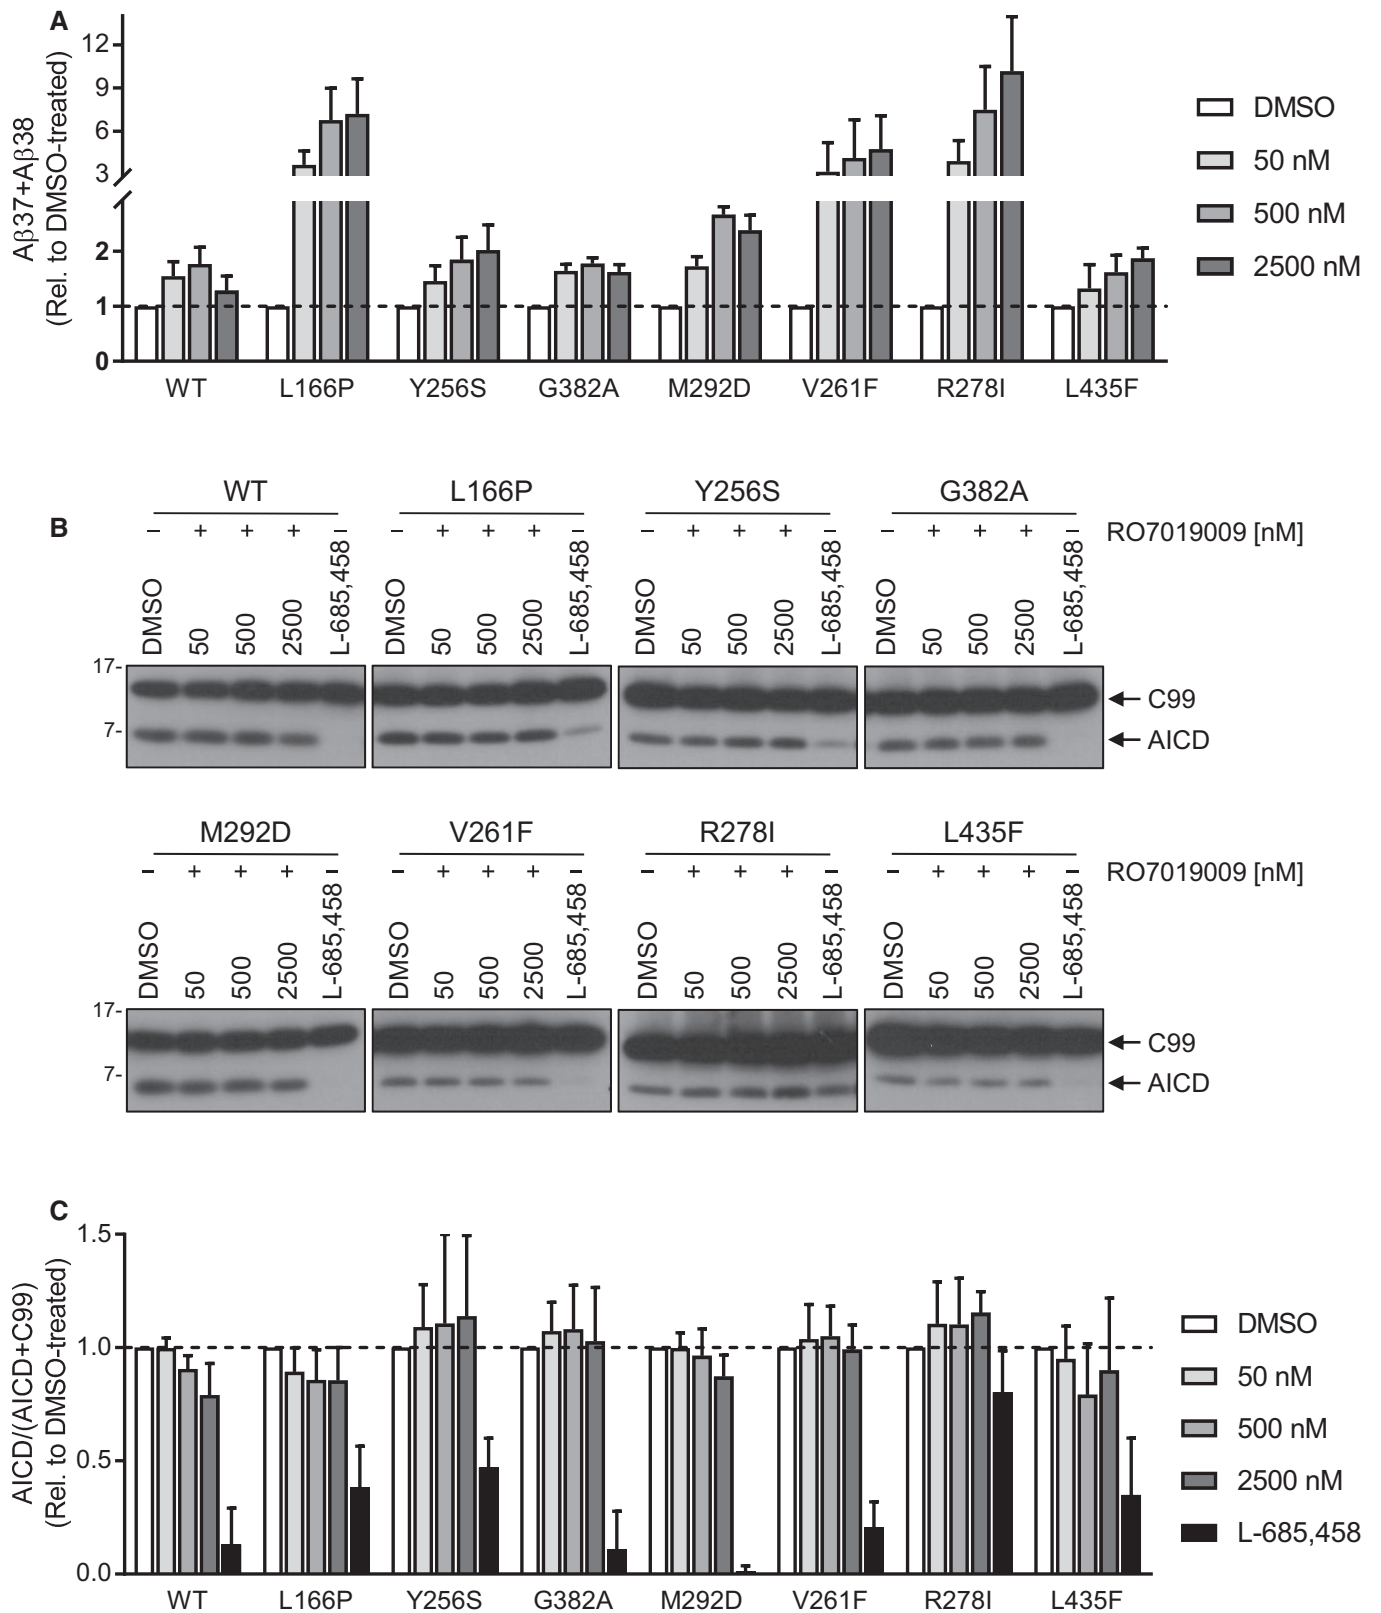 A
Aβ37+Aβ38
(Rel. to DMSO-treated)
12
9
6
3
2
1
0
WT L166P Y256S G382A M292D V261F R278I L435F
DMSO
50 nM
500 nM
2500 nM
B
WT L166P Y256S G382A
– + + + – – + + + – – + + + – – + + + – RO7019009 [nM]
DMSO 50 500 2500 L-685,458 DMSO 50 500 2500 L-685,458 DMSO 50 500 2500 L-685,458 DMSO 50 500 2500 L-685,458
17-
C99
7-
AICD
M292D V261F R278I L435F
– + + + – – + + + – – + + + – – + + + – RO7019009 [nM]
DMSO 50 500 2500 L-685,458 DMSO 50 500 2500 L-685,458 DMSO 50 500 2500 L-685,458 DMSO 50 500 2500 L-685,458
17-
C99
7-
AICD
C
AICD/(AICD+C99)
(Rel. to DMSO-treated)
1.5
1.0
0.5
0.0
WT L166P Y256S G382A M292D V261F R278I L435F
DMSO
50 nM
500 nM
2500 nM
L-685,458